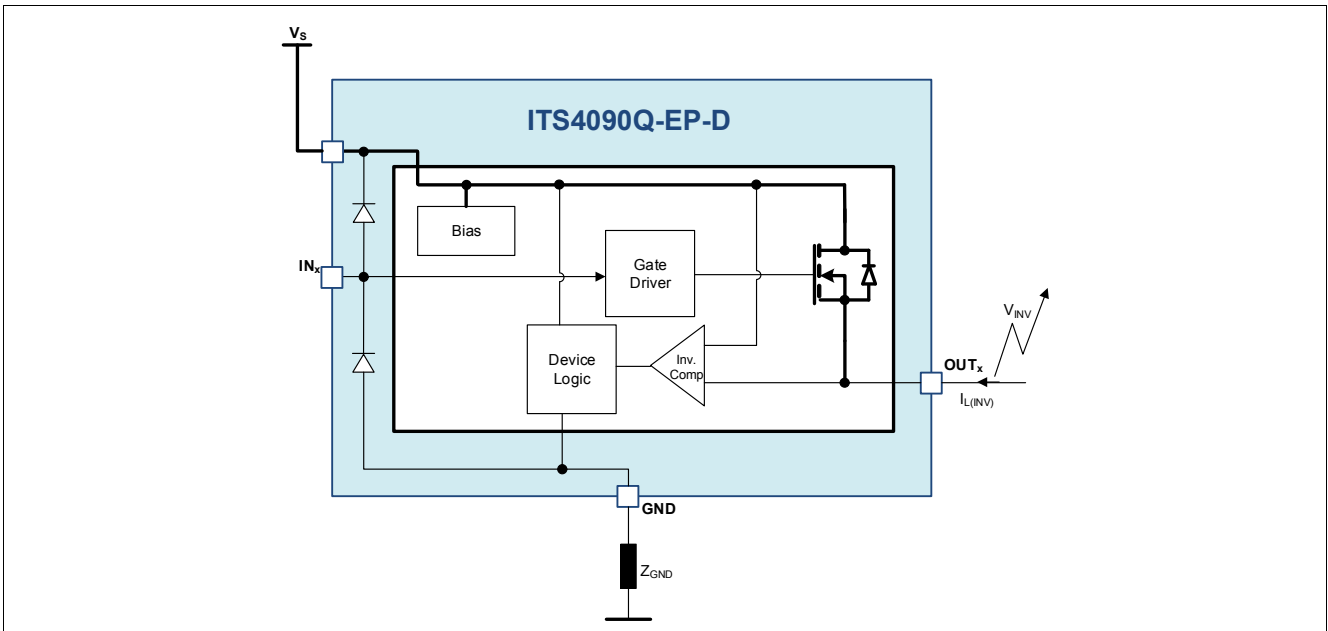 VS
ITS4090Q-EP-D
Bias
INx
Gate
Driver
VINV
Device
Logic
Inv.
Comp
OUTx
IL(INV)
GND
ZGND